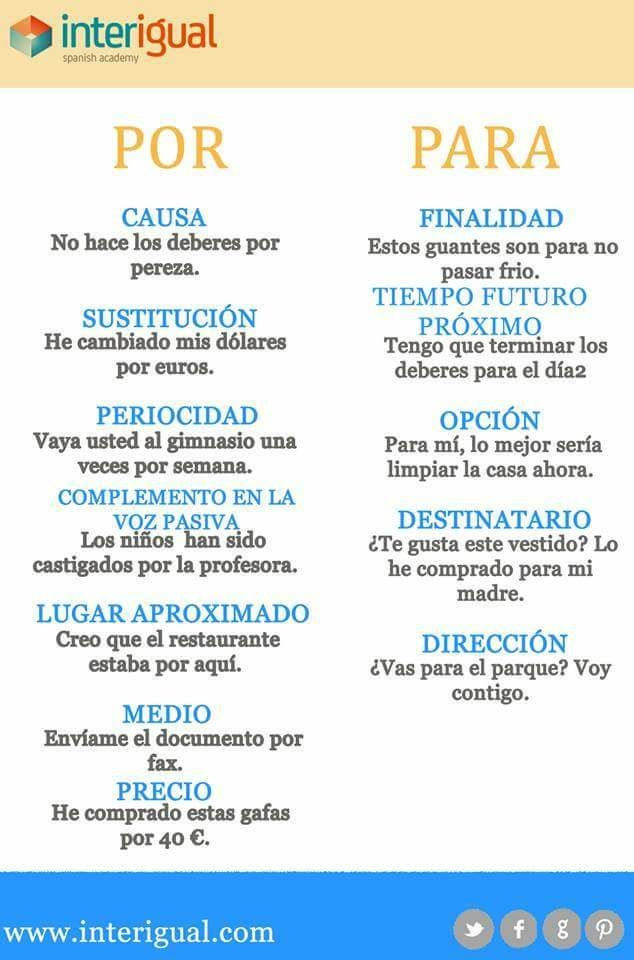 interigual
spanish academy
POR
CAUSA
No hace los deberes por
pereza.
SUSTITUCIÓN
He cambiado mis dólares
por euros.
PERIOCIDAD
Vaya usted al gimnasio una
veces por semana.
COMPLEMENTO EN LA
VOZ PASIVA
Los niños han sido
castigados por la profesora.
LUGAR APROXIMADO
Creo que el restaurante
estaba por aquí.
MEDIO
Envíame el documento por
fax.
PRECIO
He comprado estas gafas
por 40 €.
PARA
FINALIDAD
Estos guantes son para no
pasar frio.
TIEMPO FUTURO
PRÓXIMO
Tengo que terminar los
deberes para el día2
OPCIÓN
Para mí, lo mejor sería
limpiar la casa ahora.
DESTINATARIO
¿Te gusta este vestido? Lo
he comprado para mi
madre.
DIRECCIÓN
¿Vas para el parque? Voy
contigo.
www.interigual.com